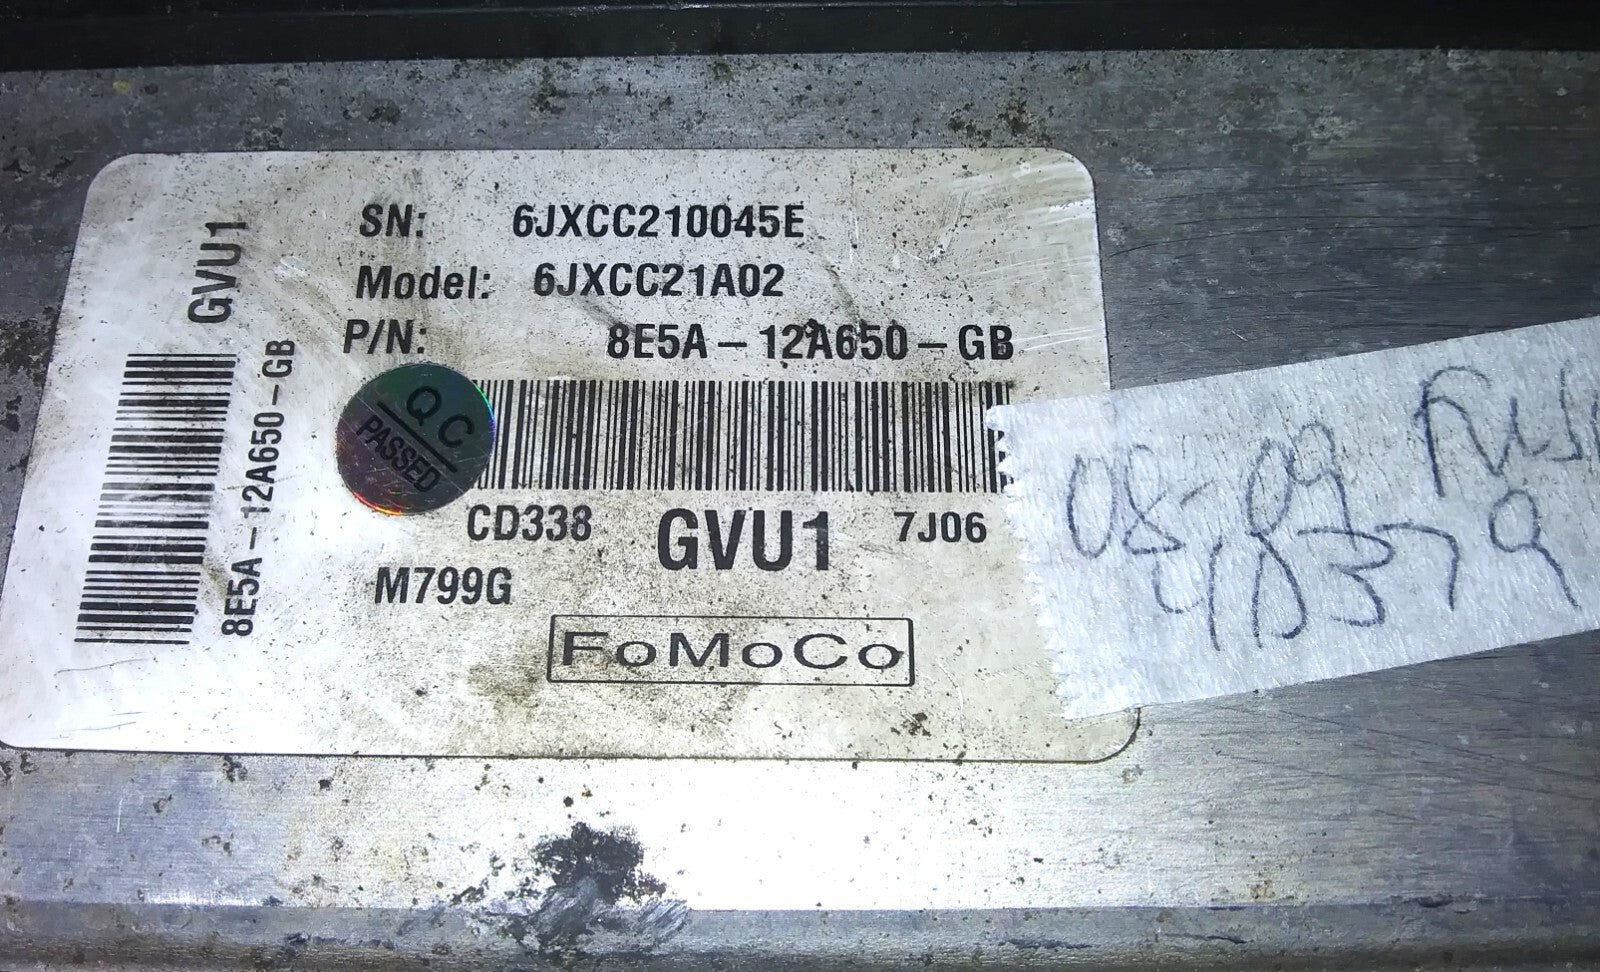 GVU1
8E5A-12A650-GB
SN: 6JXCC210045E
Model: 6JXCC21A02
P/N: 8E5A-12A650-GB
QC
PASSED
CD338 GVU1 7J06
M799G
FoMoCo
08-09